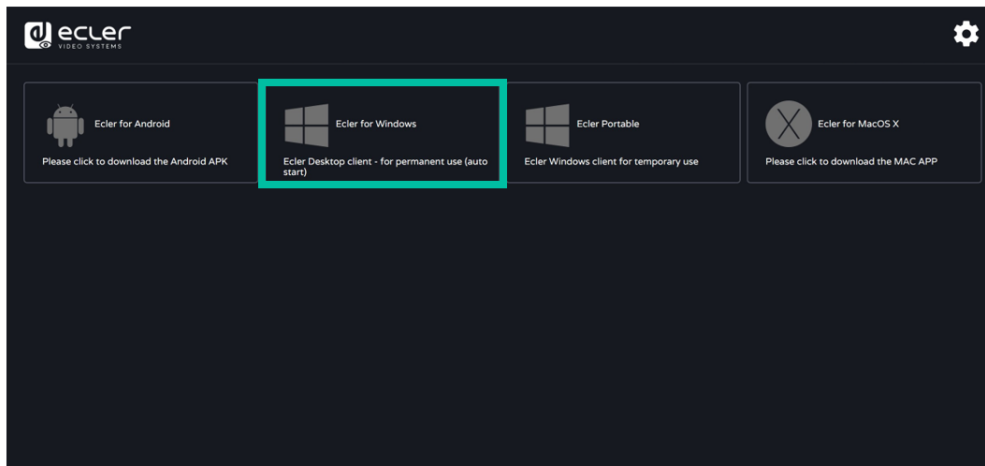 ecler
VIDEO SYSTEMS
Ecler for Android
Please click to download the Android APK
Ecler for Windows
Ecler Desktop client - for permanent use (auto
start)
Ecler Portable
Ecler Windows client for temporary use
Ecler for MacOS X
Please click to download the MAC APP